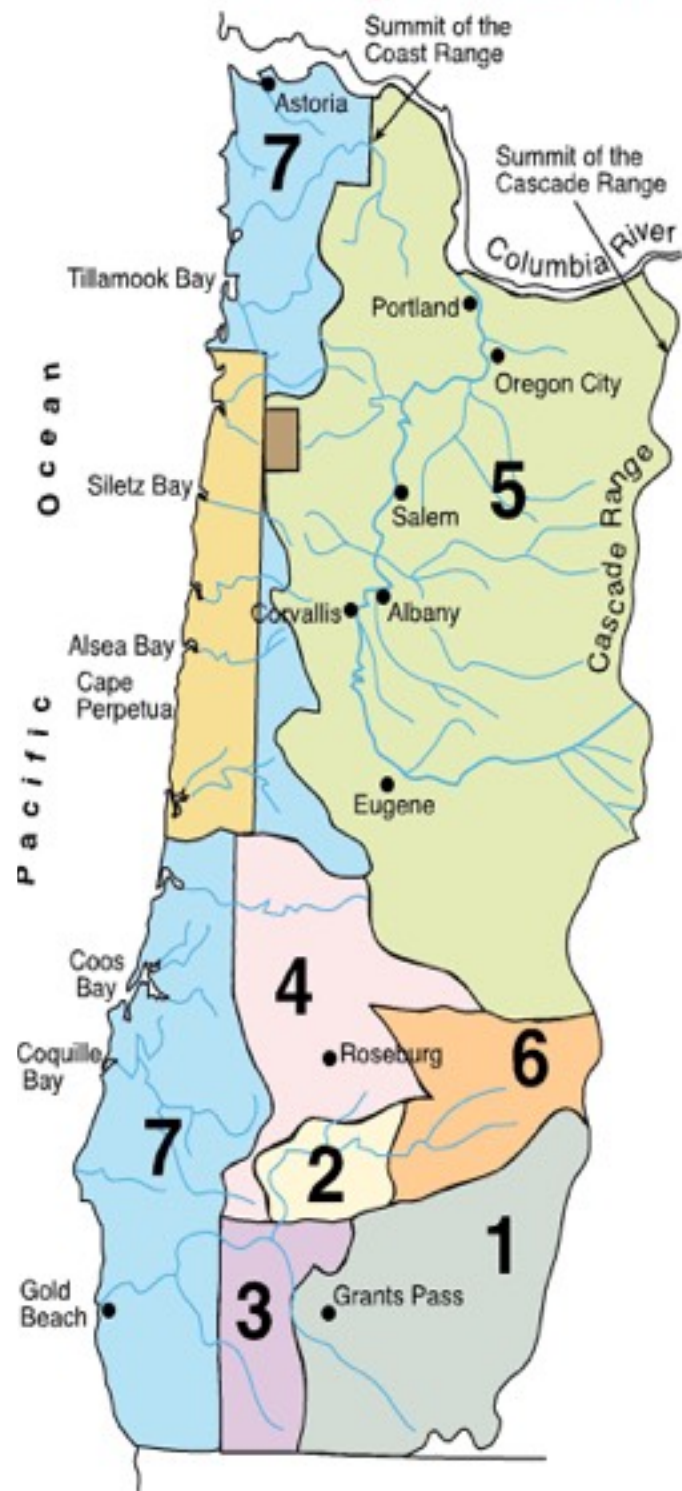 Summit of the
Coast Range
Astoria
7
Summit of the
Cascade Range
Columbia River
Tillamook Bay
Portland
Oregon City
Pacific Ocean
Siletz Bay
Salem
5
Cascade Range
Corvallis
Albany
Alsea Bay
Cape
Perpetua
Eugene
Coos
Bay
4
Coquille
Bay
Roseburg
6
7
2
1
Gold
Beach
3
Grants Pass